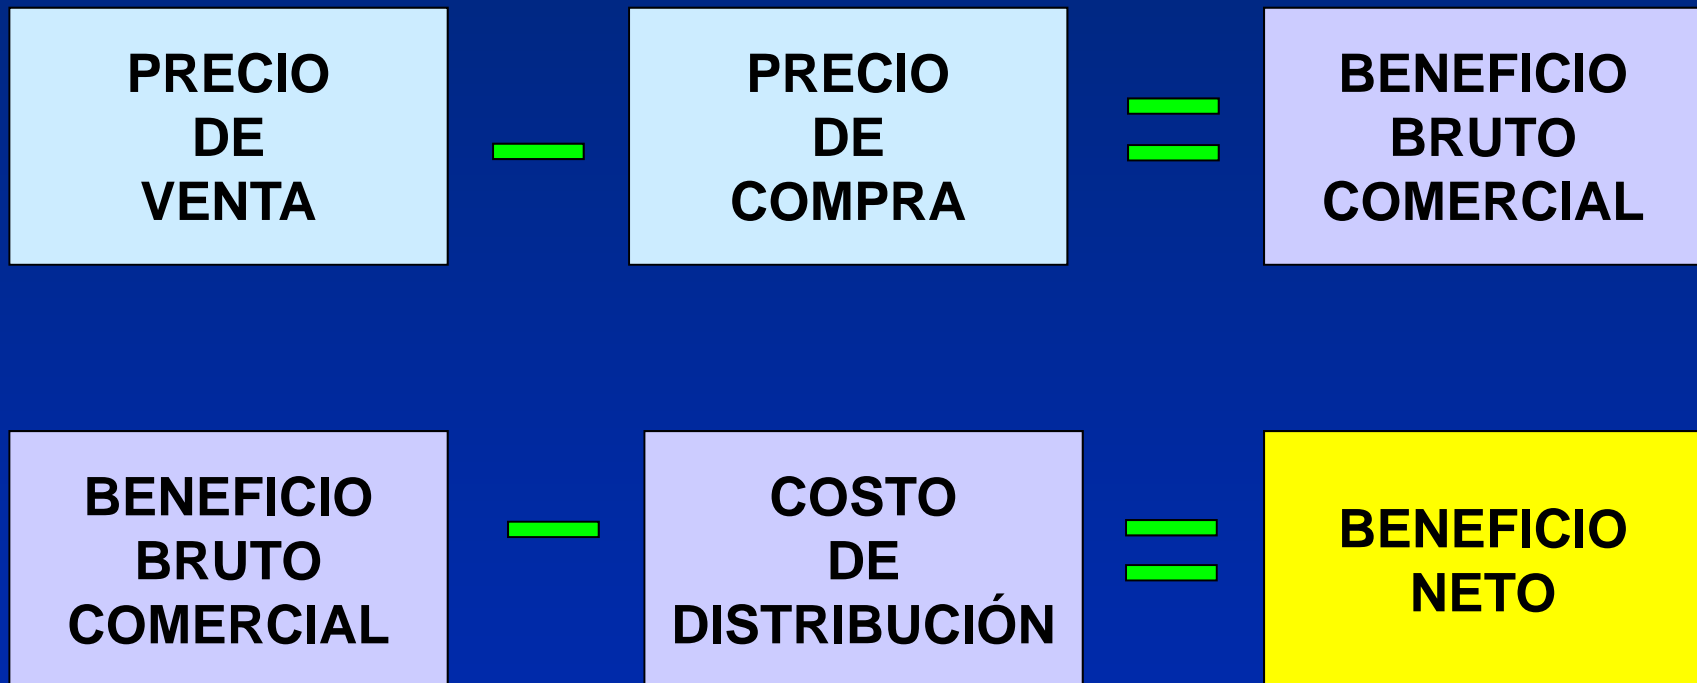 PRECIO
DE
VENTA
PRECIO
DE
COMPRA
BENEFICIO
BRUTO
COMERCIAL
BENEFICIO
BRUTO
COMERCIAL
COSTO
DE
DISTRIBUCIÓN
BENEFICIO
NETO